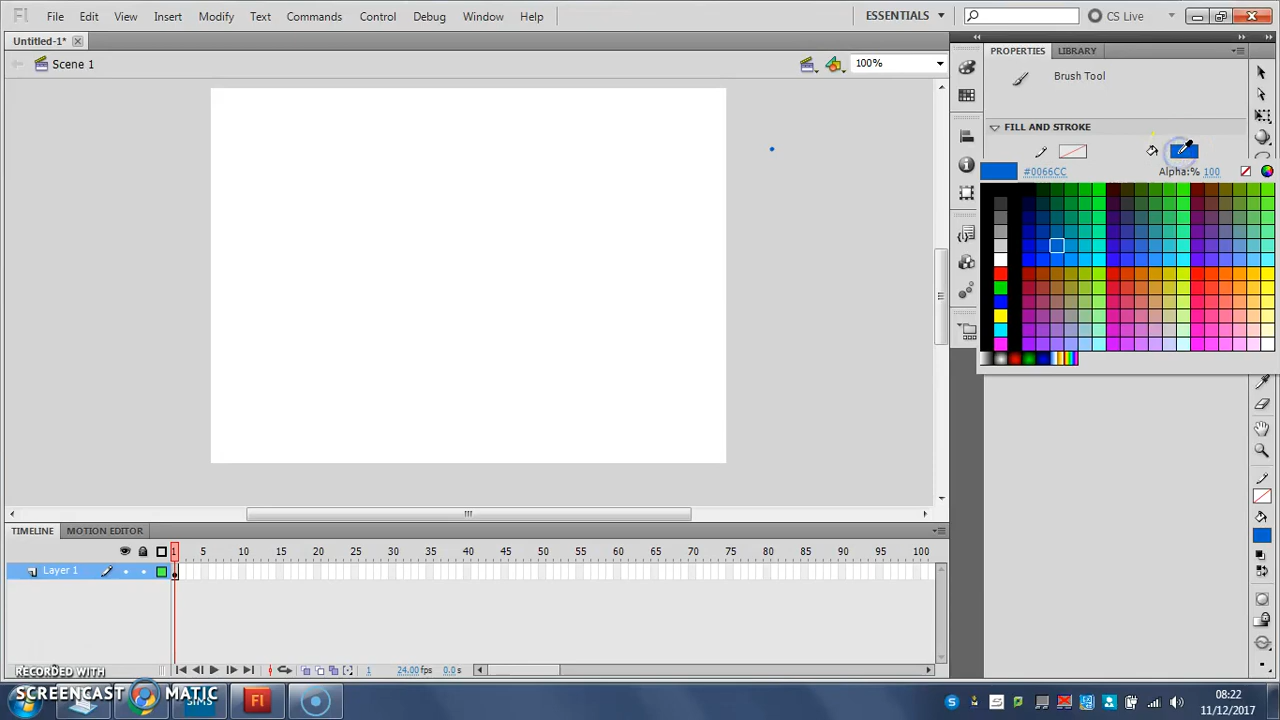 Fl File Edit View Insert Modify Text Commands Control Debug Window Help ESSENTIALS CS Live
Untitled-1*
Scene 1 100%
PROPERTIES LIBRARY
Brush Tool
FILL AND STROKE
#0066CC Alpha:% 100
TIMELINE MOTION EDITOR
1 5 10 15 20 25 30 35 40 45 50 55 60 65 70 75 80 85 90 95 100
Layer 1
1 24.00 fps 0.0 s
RECORDED WITH
SCREENCAST MATIC
SIMS
Fl
08:22
11/12/2017